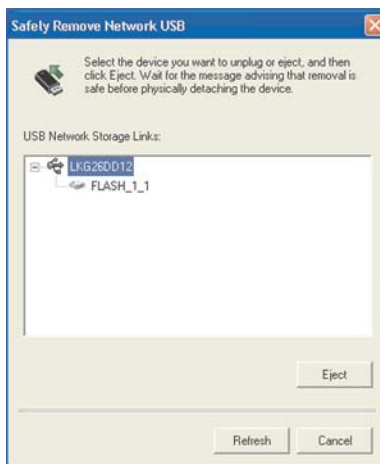 Safely Remove Network USB
Select the device you want to unplug or eject, and then
click Eject. Wait for the message advising that removal is
safe before physically detaching the device.
USB Network Storage Links:
LKG26DD12
FLASH_1_1
Eject
Refresh
Cancel